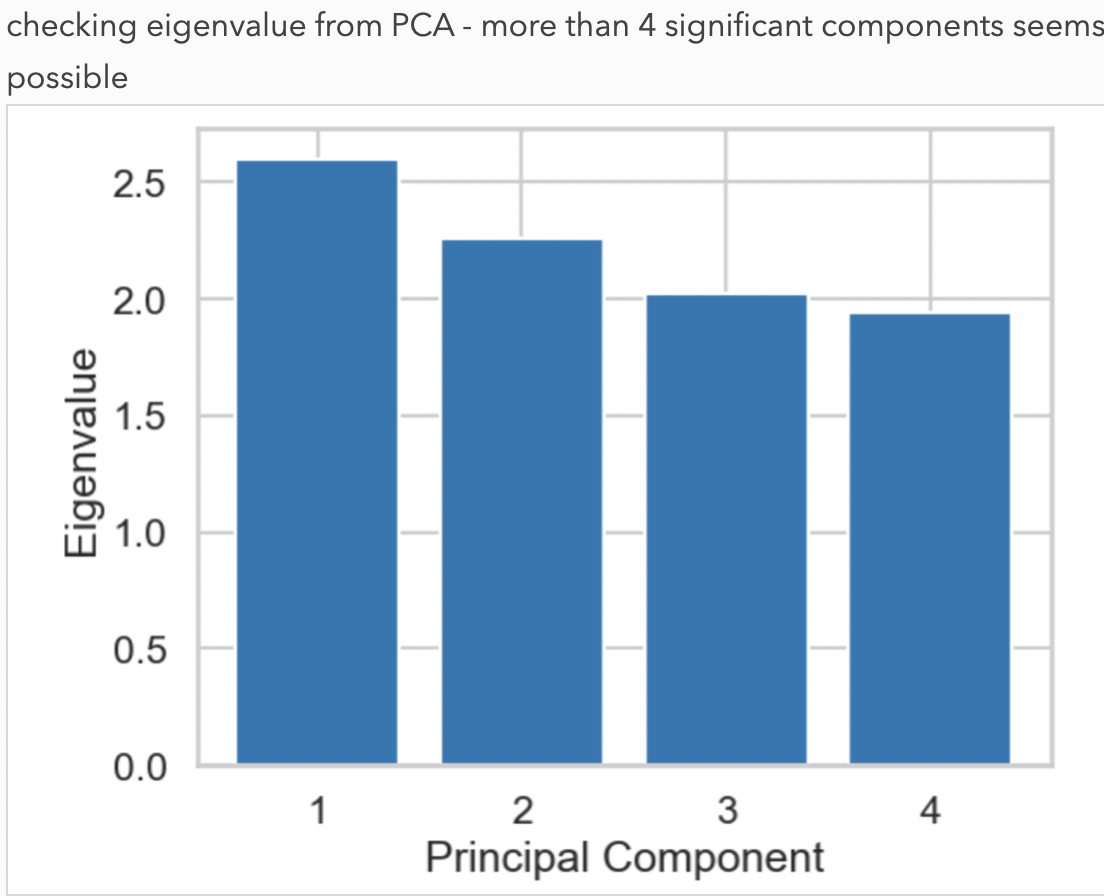 checking eigenvalue from PCA - more than 4 significant components seems
possible
2.5
2.0
1.5
1.0
0.5
0.0
Eigenvalue
1 2 3 4
Principal Component